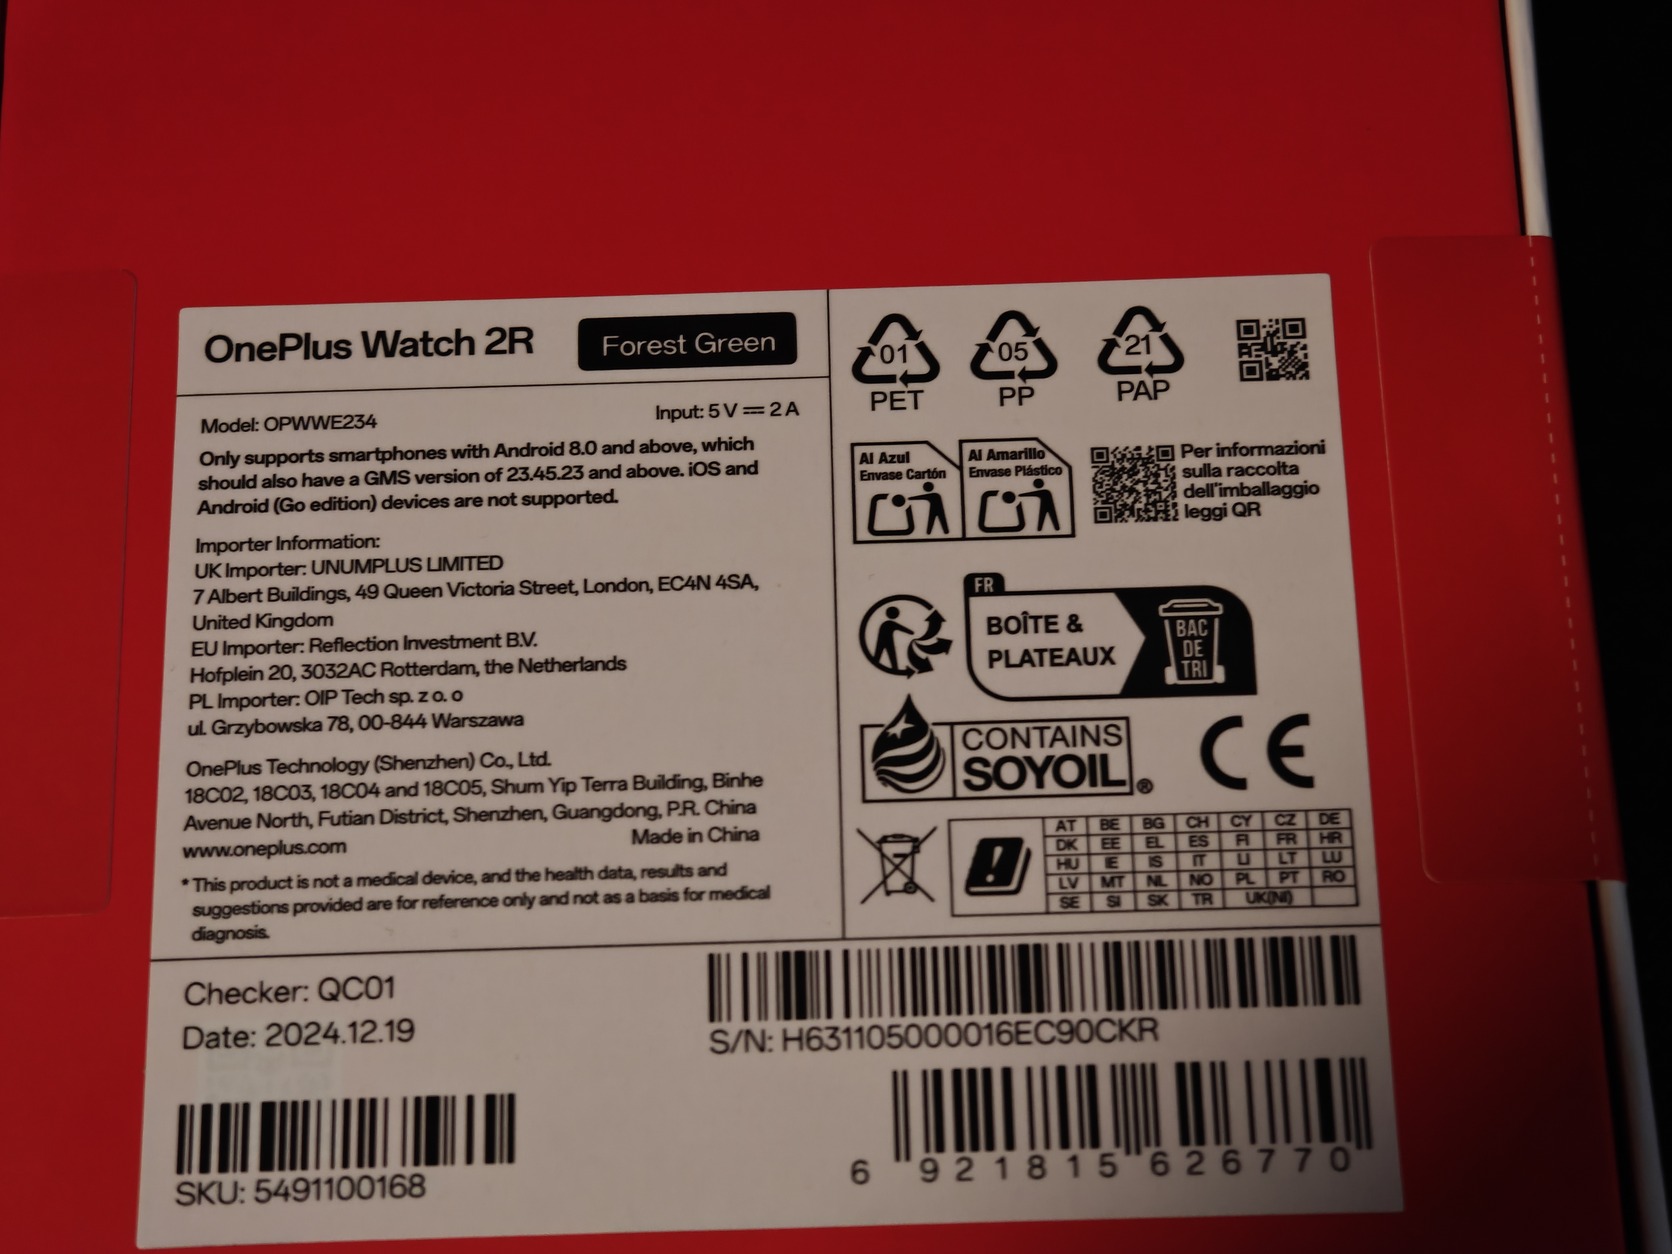 OnePlus Watch 2R
Forest Green
Model: OPWWE234
Input: 5 V ⎓ 2 A
Only supports smartphones with Android 8.0 and above, which
should also have a GMS version of 23.45.23 and above. iOS and
Android (Go edition) devices are not supported.
Importer Information:
UK Importer: UNUMPLUS LIMITED
7 Albert Buildings, 49 Queen Victoria Street, London, EC4N 4SA,
United Kingdom
EU Importer: Reflection Investment B.V.
Hofplein 20, 3032AC Rotterdam, the Netherlands
PL Importer: OIP Tech sp. z o. o
ul. Grzybowska 78, 00-844 Warszawa
OnePlus Technology (Shenzhen) Co., Ltd.
18C02, 18C03, 18C04 and 18C05, Shum Yip Terra Building, Binhe
Avenue North, Futian District, Shenzhen, Guangdong, P.R. China
Made in China
www.oneplus.com
* This product is not a medical device, and the health data, results and
suggestions provided are for reference only and not as a basis for medical
diagnosis.
01
PET
05
PP
21
PAP
Al Azul
Envase Cartón
Al Amarillo
Envase Plástico
Per informazioni
sulla raccolta
dell'imballaggio
leggi QR
FR
BOÎTE &
PLATEAUX
BAC
DE
TRI
CONTAINS
SOYOIL®
CE
AT BE BG CH CY CZ DE
DK EE EL ES FI FR HR
HU IE IS IT LI LT LU
LV MT NL NO PL PT RO
SE SI SK TR UK(NI)
Checker: QC01
Date: 2024.12.19
S/N: H631105000016EC90CKR
SKU: 5491100168
6 921815 626770